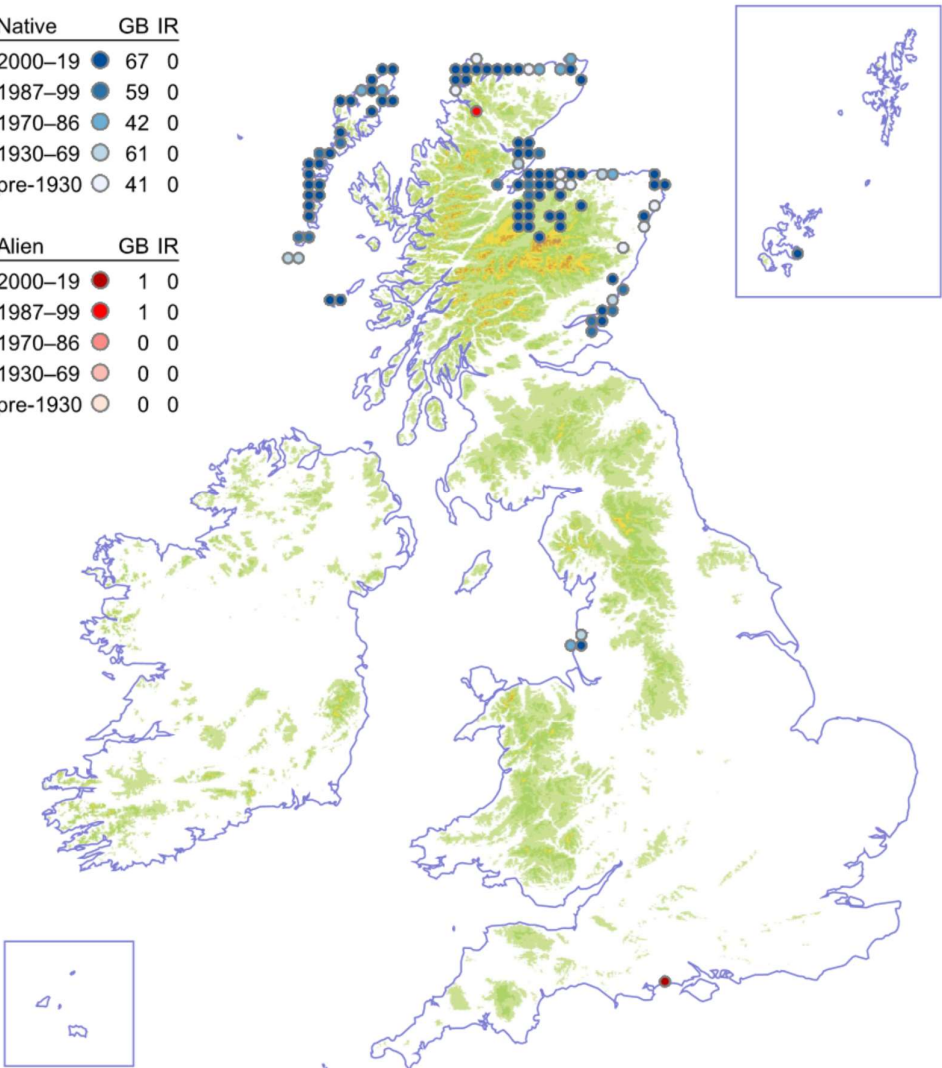 Native GB IR
2000–19 67 0
1987–99 59 0
1970–86 42 0
1930–69 61 0
pre-1930 41 0
Alien GB IR
2000–19 1 0
1987–99 1 0
1970–86 0 0
1930–69 0 0
pre-1930 0 0